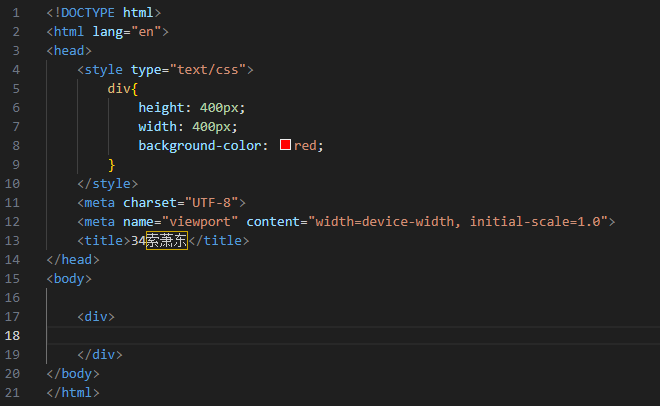 1 <!DOCTYPE html>
2 <html lang="en">
3 <head>
4 <style type="text/css">
5 div{
6 height: 400px;
7 width: 400px;
8 background-color: red;
9 }
10 </style>
11 <meta charset="UTF-8">
12 <meta name="viewport" content="width=device-width, initial-scale=1.0">
13 <title>34索萧东</title>
14 </head>
15 <body>
16
17 <div>
18
19 </div>
20 </body>
21 </html>